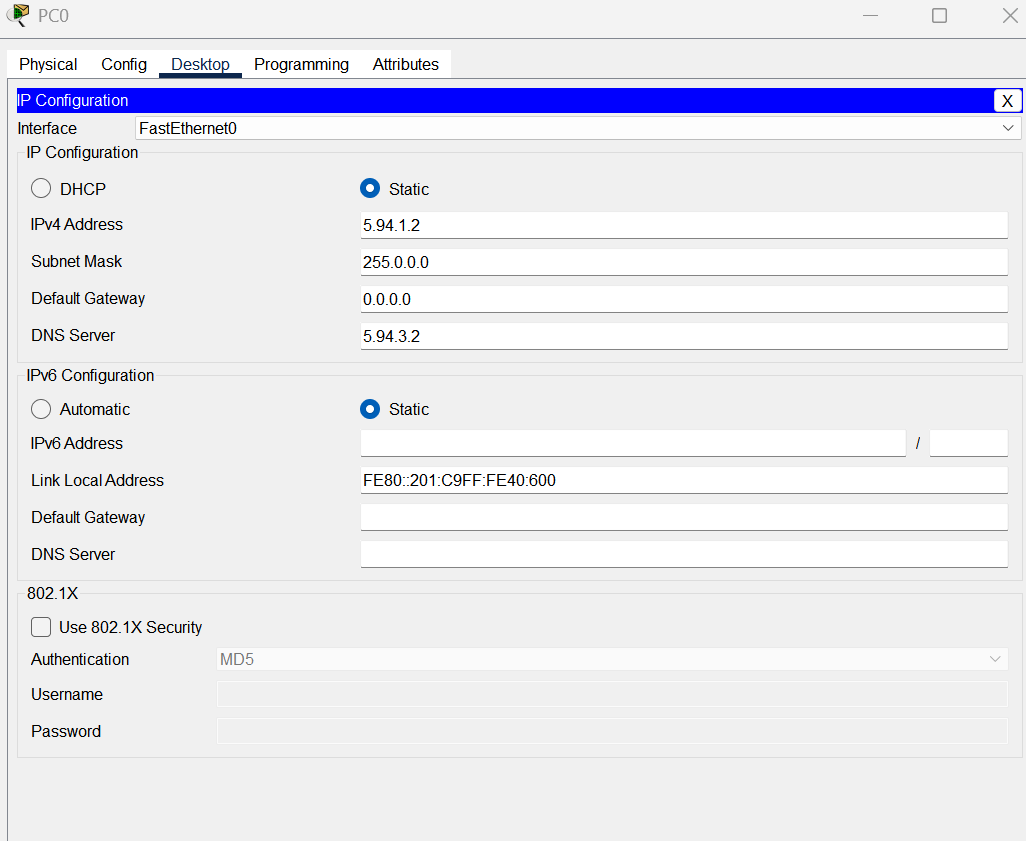 PC0
Physical Config Desktop Programming Attributes
IP Configuration X
Interface FastEthernet0
IP Configuration
DHCP Static
IPv4 Address 5.94.1.2
Subnet Mask 255.0.0.0
Default Gateway 0.0.0.0
DNS Server 5.94.3.2
IPv6 Configuration
Automatic Static
IPv6 Address /
Link Local Address FE80::201:C9FF:FE40:600
Default Gateway
DNS Server
802.1X
Use 802.1X Security
Authentication MD5
Username
Password